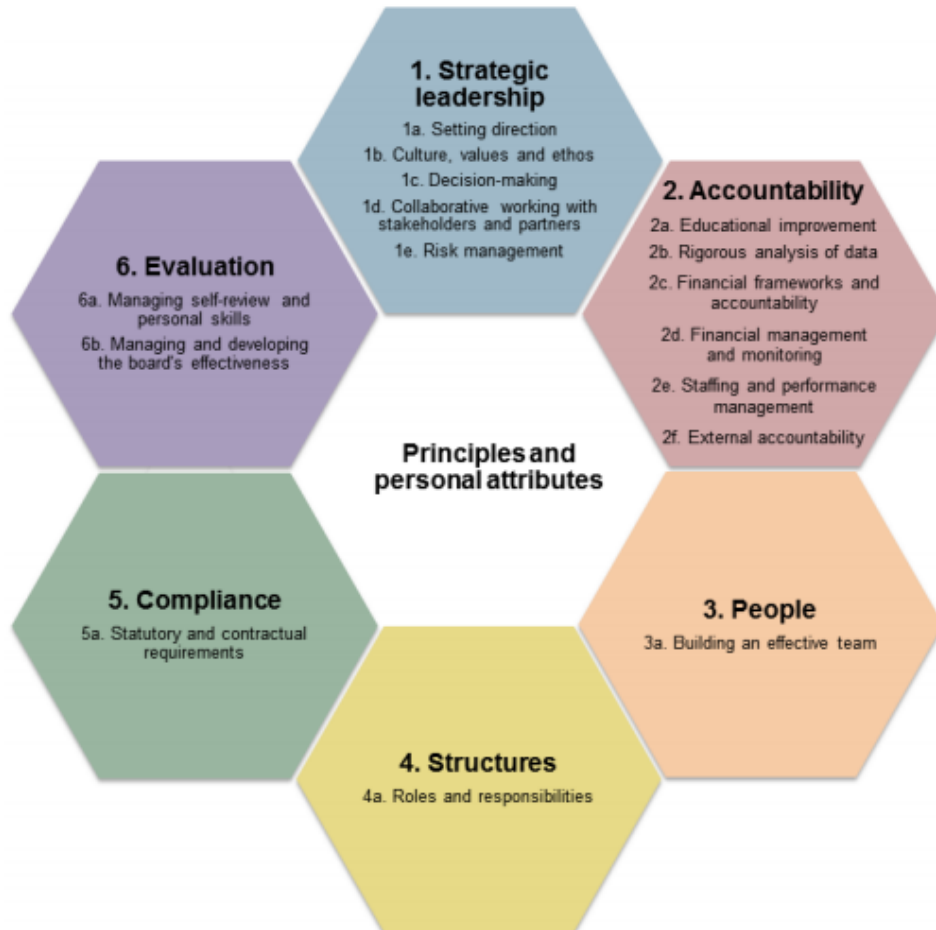 1. Strategic
leadership
1a. Setting direction
1b. Culture, values and ethos
1c. Decision-making
1d. Collaborative working with
stakeholders and partners
1e. Risk management
2. Accountability
2a. Educational improvement
2b. Rigorous analysis of data
2c. Financial frameworks and
accountability
2d. Financial management
and monitoring
2e. Staffing and performance
management
2f. External accountability
3. People
3a. Building an effective team
4. Structures
4a. Roles and responsibilities
5. Compliance
5a. Statutory and contractual
requirements
6. Evaluation
6a. Managing self-review and
personal skills
6b. Managing and developing
the board's effectiveness
Principles and
personal attributes